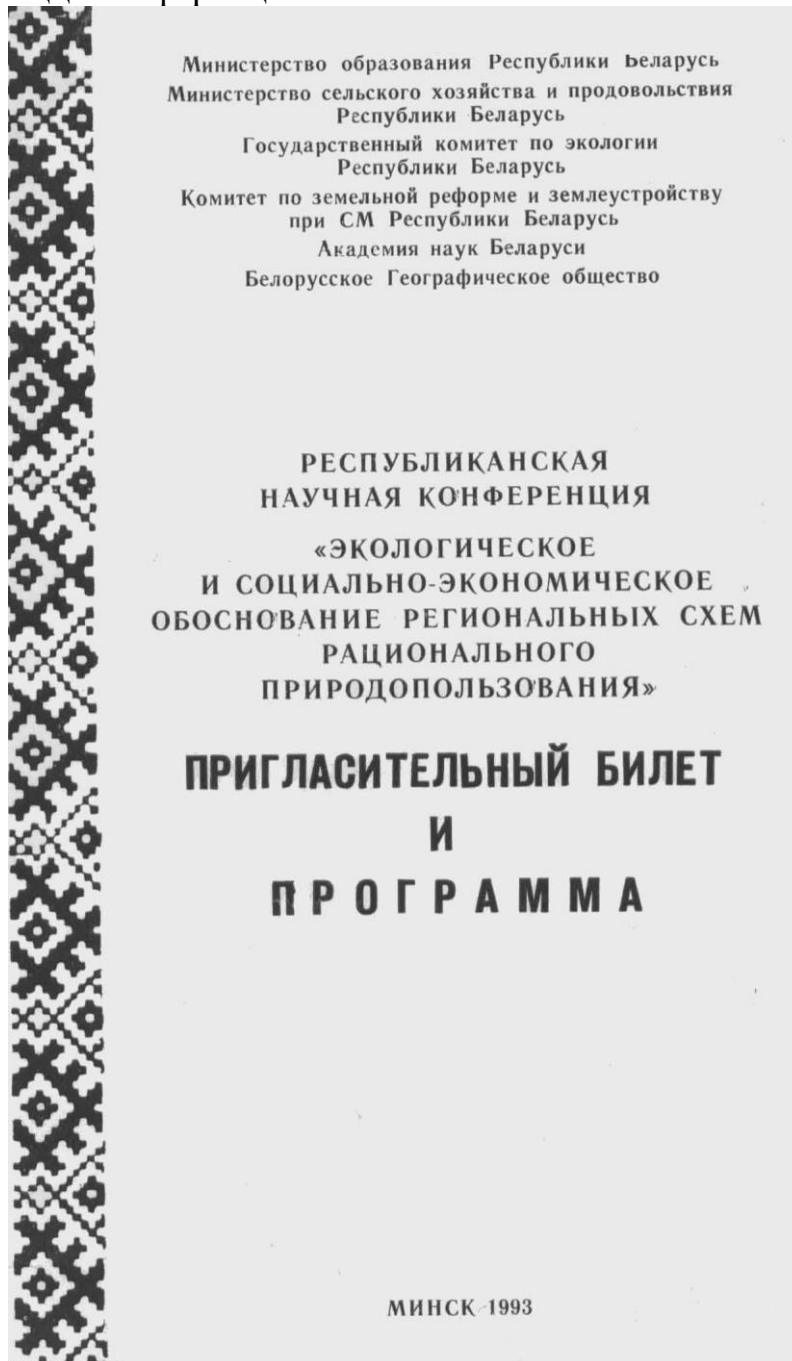 Министерство образования Республики Беларусь
Министерство сельского хозяйства и продовольствия
Республики Беларусь
Государственный комитет по экологии
Республики Беларусь
Комитет по земельной реформе и землеустройству
при СМ Республики Беларусь
Академия наук Беларуси
Белорусское Географическое общество
РЕСПУБЛИКАНСКАЯ
НАУЧНАЯ КОНФЕРЕНЦИЯ
«ЭКОЛОГИЧЕСКОЕ
И СОЦИАЛЬНО-ЭКОНОМИЧЕСКОЕ
ОБОСНОВАНИЕ РЕГИОНАЛЬНЫХ СХЕМ
РАЦИОНАЛЬНОГО
ПРИРОДОПОЛЬЗОВАНИЯ»
ПРИГЛАСИТЕЛЬНЫЙ БИЛЕТ
И
ПРОГРАММА
МИНСК 1993